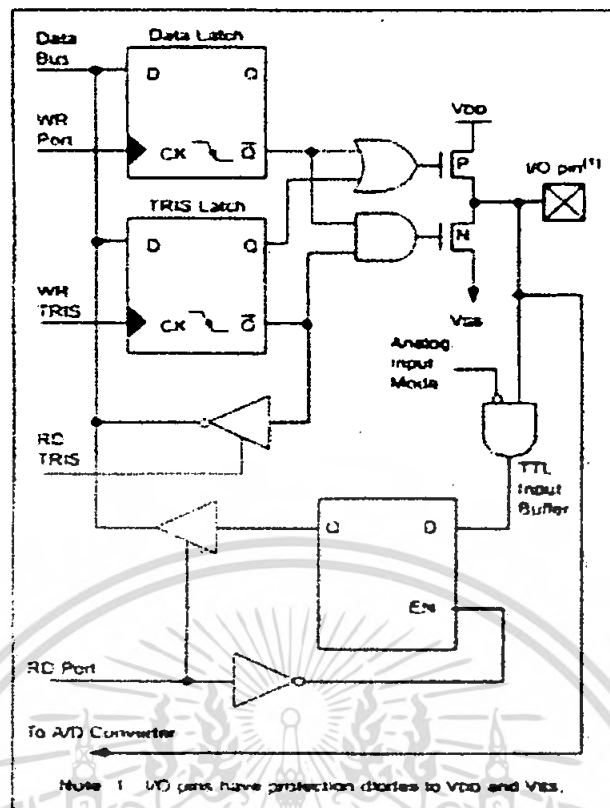 Data Latch
Data
Bus
D
Q
WR
Port
CK
Q
VDD
P
I/O pin(1)
TRIS Latch
D
Q
N
WR
TRIS
CK
Q
VSS
Analog
Input
Mode
RD
TRIS
TTL
Input
Buffer
Q
D
EN
RD Port
To A/D Converter
Note 1 I/O pins have protection diodes to VDD and VSS.